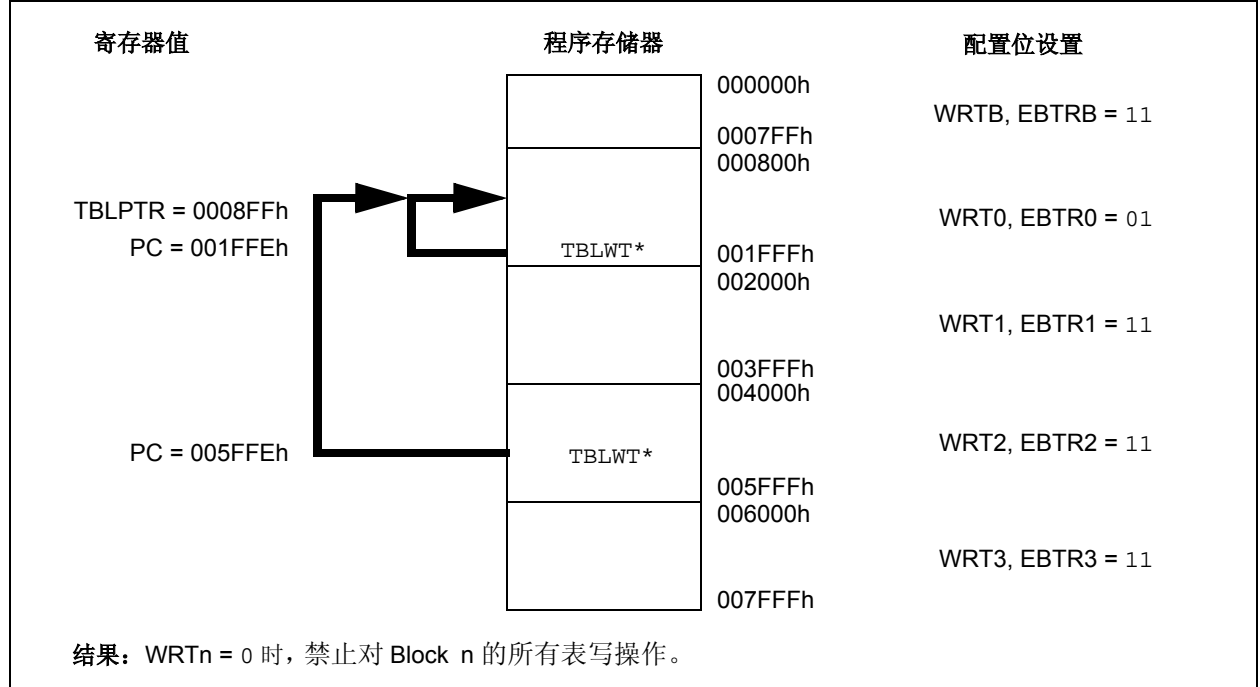 寄存器值 程序存储器 配置位设置
000000h
WRTB, EBTRB = 11
0007FFh
000800h
TBLPTR = 0008FFh
WRT0, EBTR0 = 01
PC = 001FFEh
TBLWT*
001FFFh
002000h
WRT1, EBTR1 = 11
003FFFh
004000h
PC = 005FFEh
TBLWT*
WRT2, EBTR2 = 11
005FFFh
006000h
WRT3, EBTR3 = 11
007FFFh
结果：WRTn = 0 时，禁止对 Block n 的所有表写操作。